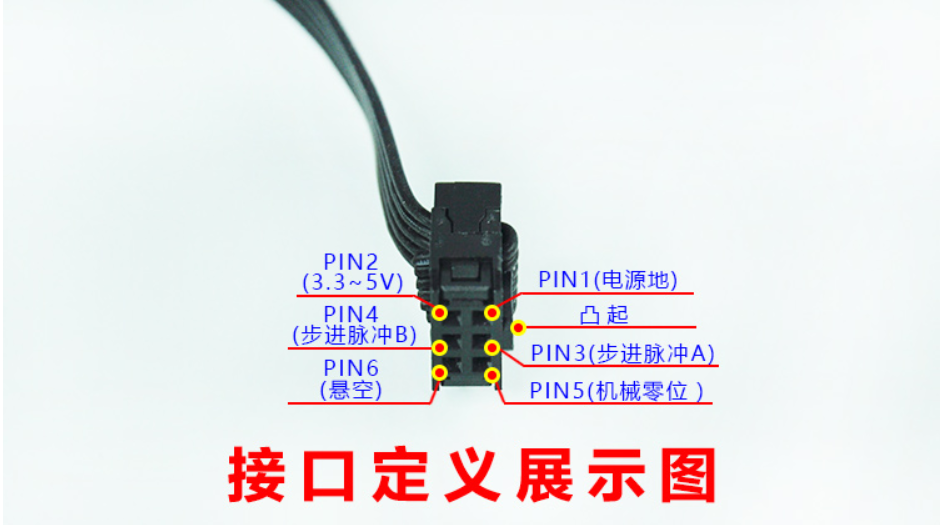 PIN2
(3.3~5V)
PIN1(电源地)
PIN4
(步进脉冲B)
凸起
PIN3(步进脉冲A)
PIN6
(悬空)
PIN5(机械零位)
接口定义展示图